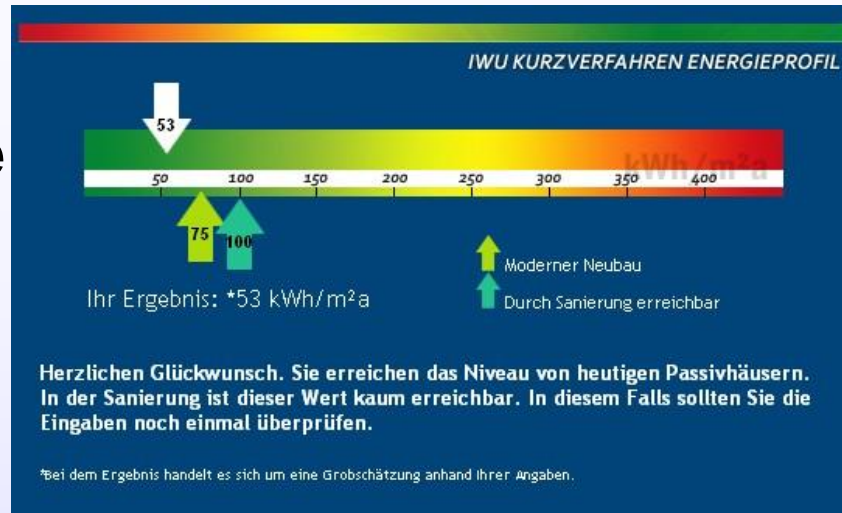 IWU KURZVERFAHREN ENERGIEPROFIL
e
53
kWh/m²a
50 100 150 200 250 300 350 400
75 100
Moderner Neubau
Ihr Ergebnis: *53 kWh/m²a
Durch Sanierung erreichbar
Herzlichen Glückwunsch. Sie erreichen das Niveau von heutigen Passivhäusern.
In der Sanierung ist dieser Wert kaum erreichbar. In diesem Falls sollten Sie die
Eingaben noch einmal überprüfen.
*Bei dem Ergebnis handelt es sich um eine Grobschätzung anhand Ihrer Angaben.